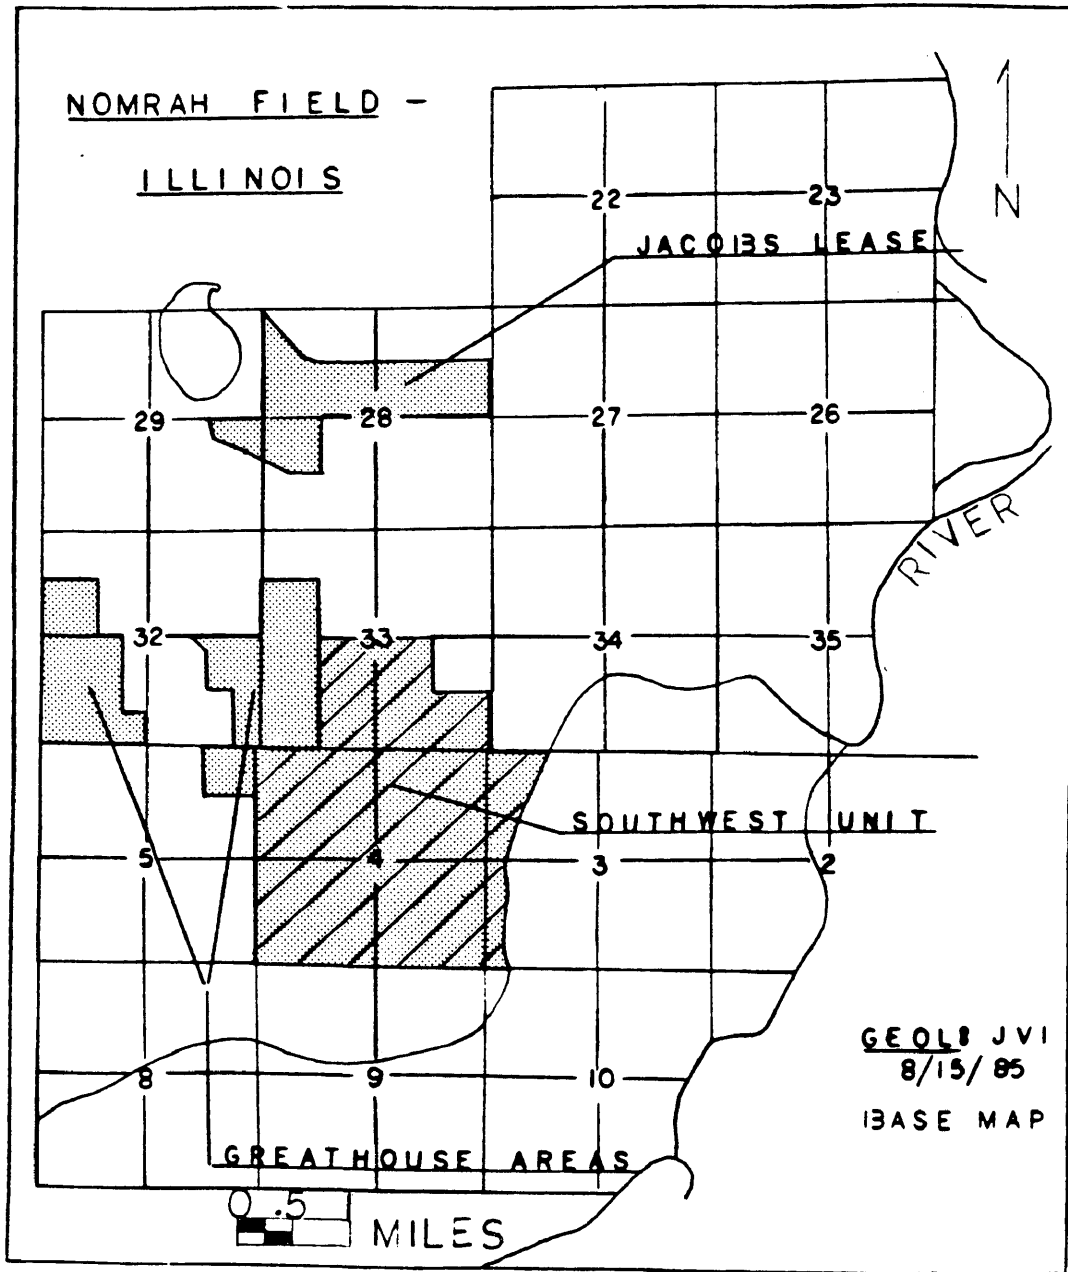 NOMRAH FIELD -
ILLINOIS
N
22 23
JACOBS LEASE
29 28 27 26
RIVER
32 33 34 35
SOUTHWEST UNIT
5 4 3 2
GEOL: JVI
8/15/85
BASE MAP
8 9 10
GREATHOUSE AREAS
0 .5
MILES